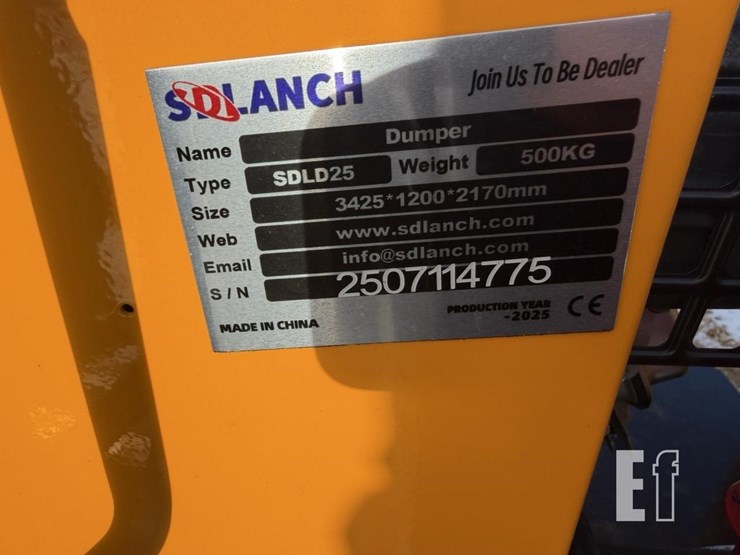 SDLANCH
Join Us To Be Dealer
Name Dumper
Type SDLD25 Weight 500KG
Size 3425*1200*2170mm
Web www.sdlanch.com
Email info@sdlanch.com
S / N 2507114775
MADE IN CHINA
PRODUCTION YEAR
-2025 CE
Ef